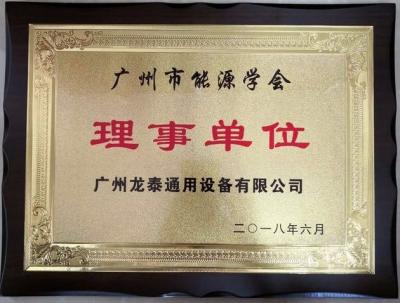 广州市能源学会
理事单位
广州龙泰通用设备有限公司
二〇一八年六月